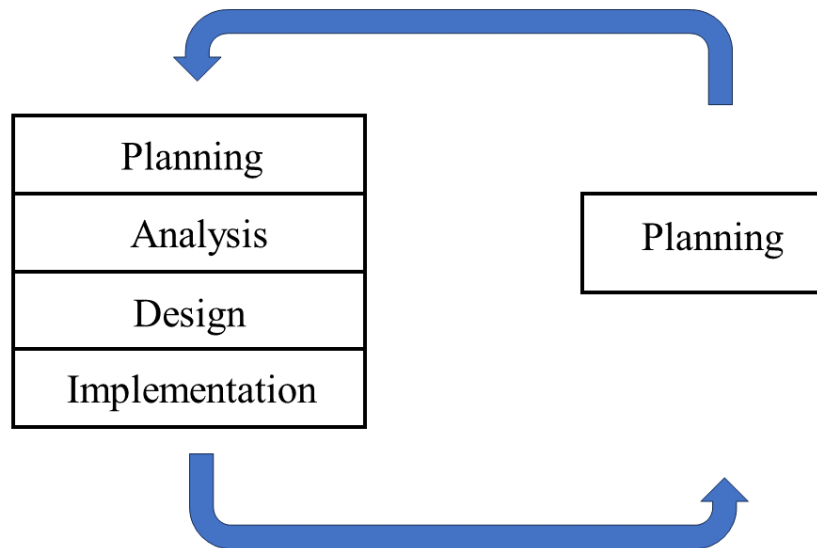 Planning
Analysis
Design
Implementation
Planning